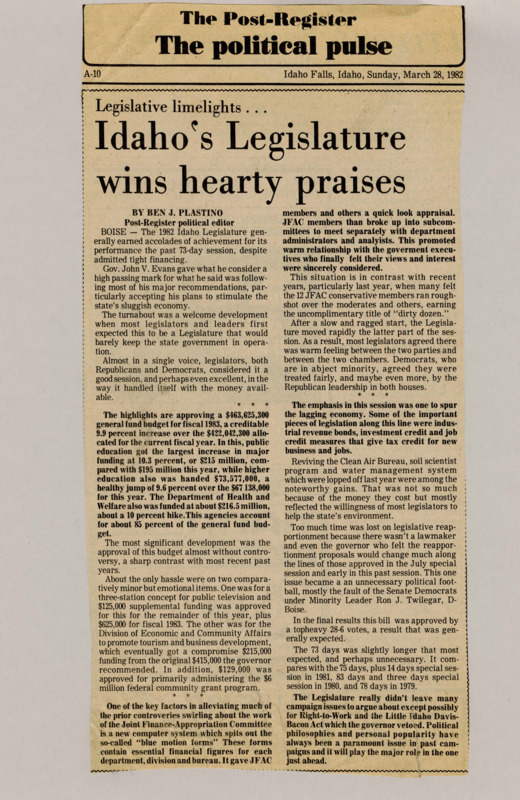 The Post-Register
The political pulse
A-10
Idaho Falls, Idaho, Sunday, March 28, 1982
Legislative limelights . . .
Idaho's Legislature
wins hearty praises
BY BEN J. PLASTINO
Post-Register political editor
BOISE — The 1982 Idaho Legislature gen-
erally earned accolades of achievement for its
performance the past 73-day session, despite
admitted tight financing.
Gov. John V. Evans gave what he consider a
high passing mark for what he said was follow-
ing most of his major recommendations, par-
ticularly accepting his plans to stimulate the
state's sluggish economy.
The turnabout was a welcome development
when most legislators and leaders first
expected this to be a Legislature that would
barely keep the state government in opera-
tion.
Almost in a single voice, legislators, both
Republicans and Democrats, considered it a
good session, and perhaps even excellent, in the
way it handled itself with the money avail-
able.
* * *
The highlights are approving a $463,625,300
general fund budget for fiscal 1983, a creditable
9.9 percent increase over the $422,042,300 allo-
cated for the current fiscal year. In this, public
education got the largest increase in major
funding at 10.3 percent, or $215 million, com-
pared with $195 million this year, while higher
education also was handed $73,577,000, a
healthy jump of 9.6 percent over the $67 138,000
for this year. The Department of Health and
Welfare also was funded at about $216.5 million,
about a 10 percent hike.This agencies account
for about 85 percent of the general fund bud-
get.
The most significant development was the
approval of this budget almost without contro-
versy, a sharp contrast with most recent past
years.
About the only hassle were on two compara-
tively minor but emotional items. One was for a
three-station concept for public television and
$125,000 supplemental funding was approved
for this for the remainder of this year, plus
$625,000 for fiscal 1983. The other was for the
Division of Economic and Community Affairs
to promote tourism and business development,
which eventually got a compromise $215,000
funding from the original $415,000 the governor
recommended. In addition, $129,000 was
approved for primarily administering the $6
million federal community grant program.
* * *
One of the key factors in alleviating much of
the prior controversies swirling about the work
of the Joint Finance-Appropriation Committee
is a new computer system which spits out the
so-called "blue motion forms" These forms
contain essential financial figures for each
department, division and bureau. It gave JFAC
members and others a quick look appraisal.
JFAC members than broke up into subcom-
mittees to meet separately with department
administrators and analysts. This promoted
warm relationship with the goverment execu-
tives who finally felt their views and interest
were sincerely considered.
This situation is in contrast with recent
years, particularly last year, when many felt
the 12 JFAC conservative members ran rough-
shot over the moderates and others, earning
the uncomplimentary title of "dirty dozen."
After a slow and ragged start, the Legisla-
ture moved rapidly the latter part of the ses-
sion. As a result, most legislators agreed there
was warm feeling between the two parties and
between the two chambers. Democrats, who
are in abject minority, agreed they were
treated fairly, and maybe even more, by the
Republican leadership in both houses.
* * *
The emphasis in this session was one to spur
the lagging economy. Some of the important
pieces of legislation along this line were indus-
trial revenue bonds, investment credit and job
credit measures that give tax credit for new
business and jobs.
Reviving the Clean Air Bureau, soil scientist
program and water management system
which were lopped off last year were among the
noteworthy gains. That was not so much
because of the money they cost but mostly
reflected the willingness of most legislators to
help the state's environment.
Too much time was lost on legislative reap-
portionment because there wasn't a lawmaker
and even the governor who felt the reappor-
tionment proposals would change much along
the lines of those approved in the July special
session and early in this past session. This one
issue became a an unnecessary political foot-
ball, mostly the fault of the Senate Democrats
under Minority Leader Ron J. Twilegar, D-
Boise.
In the final results this bill was approved by
a topheavy 28-6 votes, a result that was gen-
erally expected.
The 73 days was slightly longer that most
expected, and perhaps unnecessary. It com-
pares with the 75 days, plus 14 days special ses-
sion in 1981, 83 days and three days special
session in 1980, and 78 days in 1979.
The Legislature really didn't leave many
campaign issues to argue about except possibly
for Right-to-Work and the Little Idaho Davis-
Bacon Act which the governor vetoed. Political
philosophies and personal popularity have
always been a paramount issue in past cam-
paigns and it will play the major role in the one
just ahead.